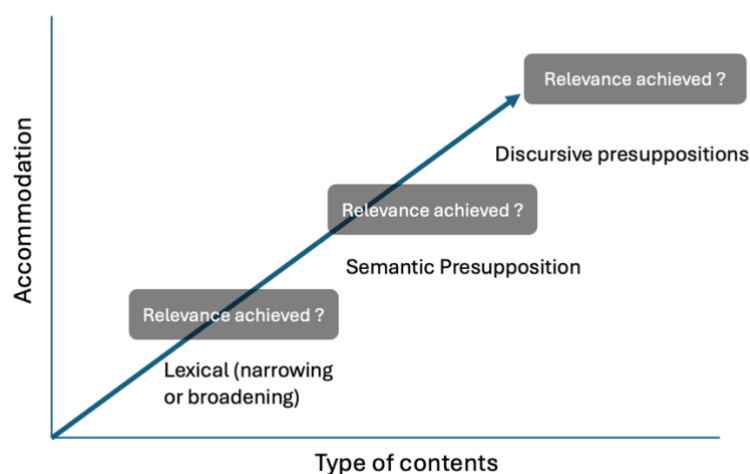 Relevance achieved ?
Discursive presuppositions
Relevance achieved ?
Semantic Presupposition
Relevance achieved ?
Lexical (narrowing
or broadening)
Accommodation
Type of contents